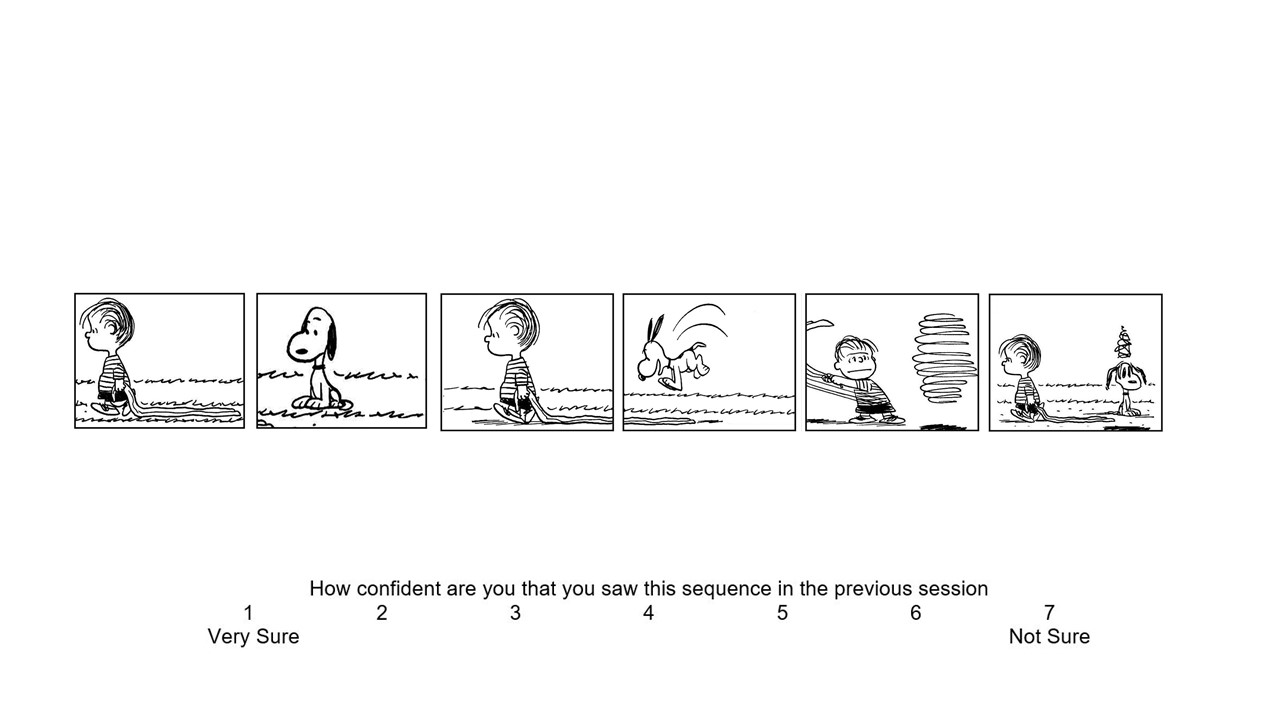 How confident are you that you saw this sequence in the previous session
1 2 3 4 5 6 7
Very Sure Not Sure